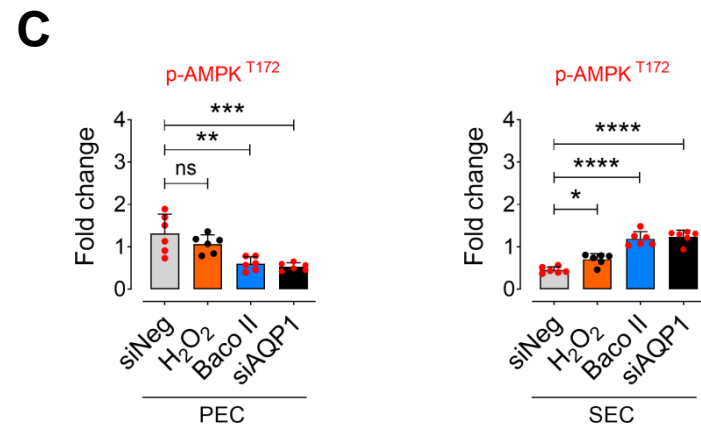 C
p-AMPK T172
Fold change
4
3
2
1
0
***
**
ns
siNeg
H2O2
Baco II
siAQP1
PEC
p-AMPK T172
Fold change
4
3
2
1
0
****
****
*
siNeg
H2O2
Baco II
siAQP1
SEC